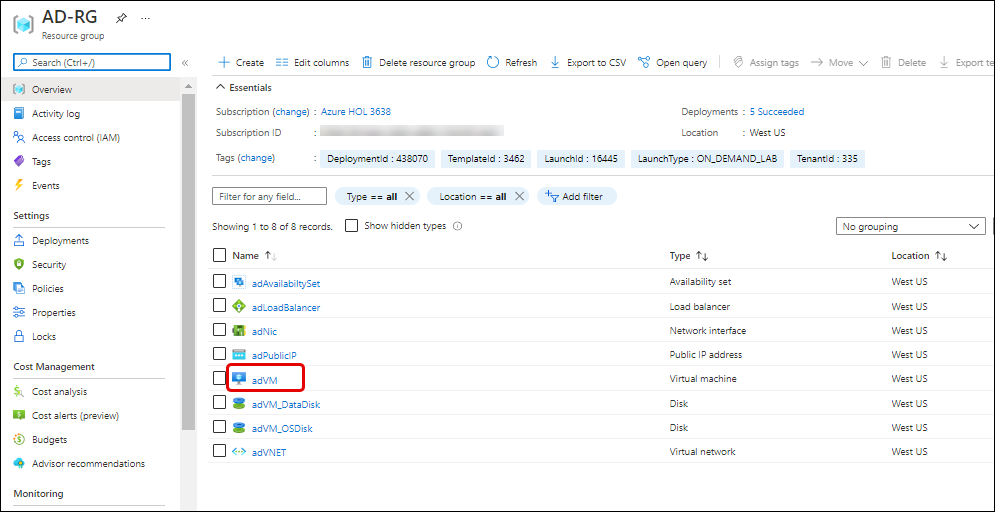 AD-RG
...
Resource group
Search (Ctrl+/) «
+ Create Edit columns Delete resource group Refresh Export to CSV Open query Assign tags Move Delete Export te
Overview
Activity log
Access control (IAM)
Tags
Events
Settings
Deployments
Security
Policies
Properties
Locks
Cost Management
Cost analysis
Cost alerts (preview)
Budgets
Advisor recommendations
Monitoring
Essentials
Subscription (change) : Azure HOL 3638 Deployments : 5 Succeeded
Subscription ID : Location : West US
Tags (change) : DeploymentId : 438070 TemplateId : 3462 LaunchId : 16445 LaunchType : ON_DEMAND_LAB TenantId : 335
Filter for any field... Type == all Location == all Add filter
Showing 1 to 8 of 8 records. Show hidden types No grouping
Name ↑↓ Type ↑↓ Location ↑↓
adAvailabiltySet Availability set West US
adLoadBalancer Load balancer West US
adNic Network interface West US
adPublicIP Public IP address West US
adVM Virtual machine West US
adVM_DataDisk Disk West US
adVM_OSDisk Disk West US
adVNET Virtual network West US